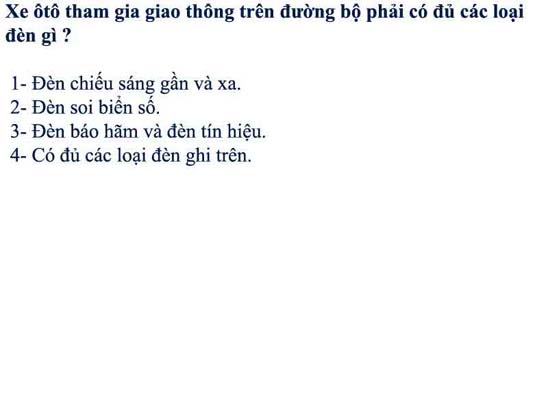 Xe ôtô tham gia giao thông trên đường bộ phải có đủ các loại
đèn gì ?
1- Đèn chiếu sáng gần và xa.
2- Đèn soi biển số.
3- Đèn báo hãm và đèn tín hiệu.
4- Có đủ các loại đèn ghi trên.